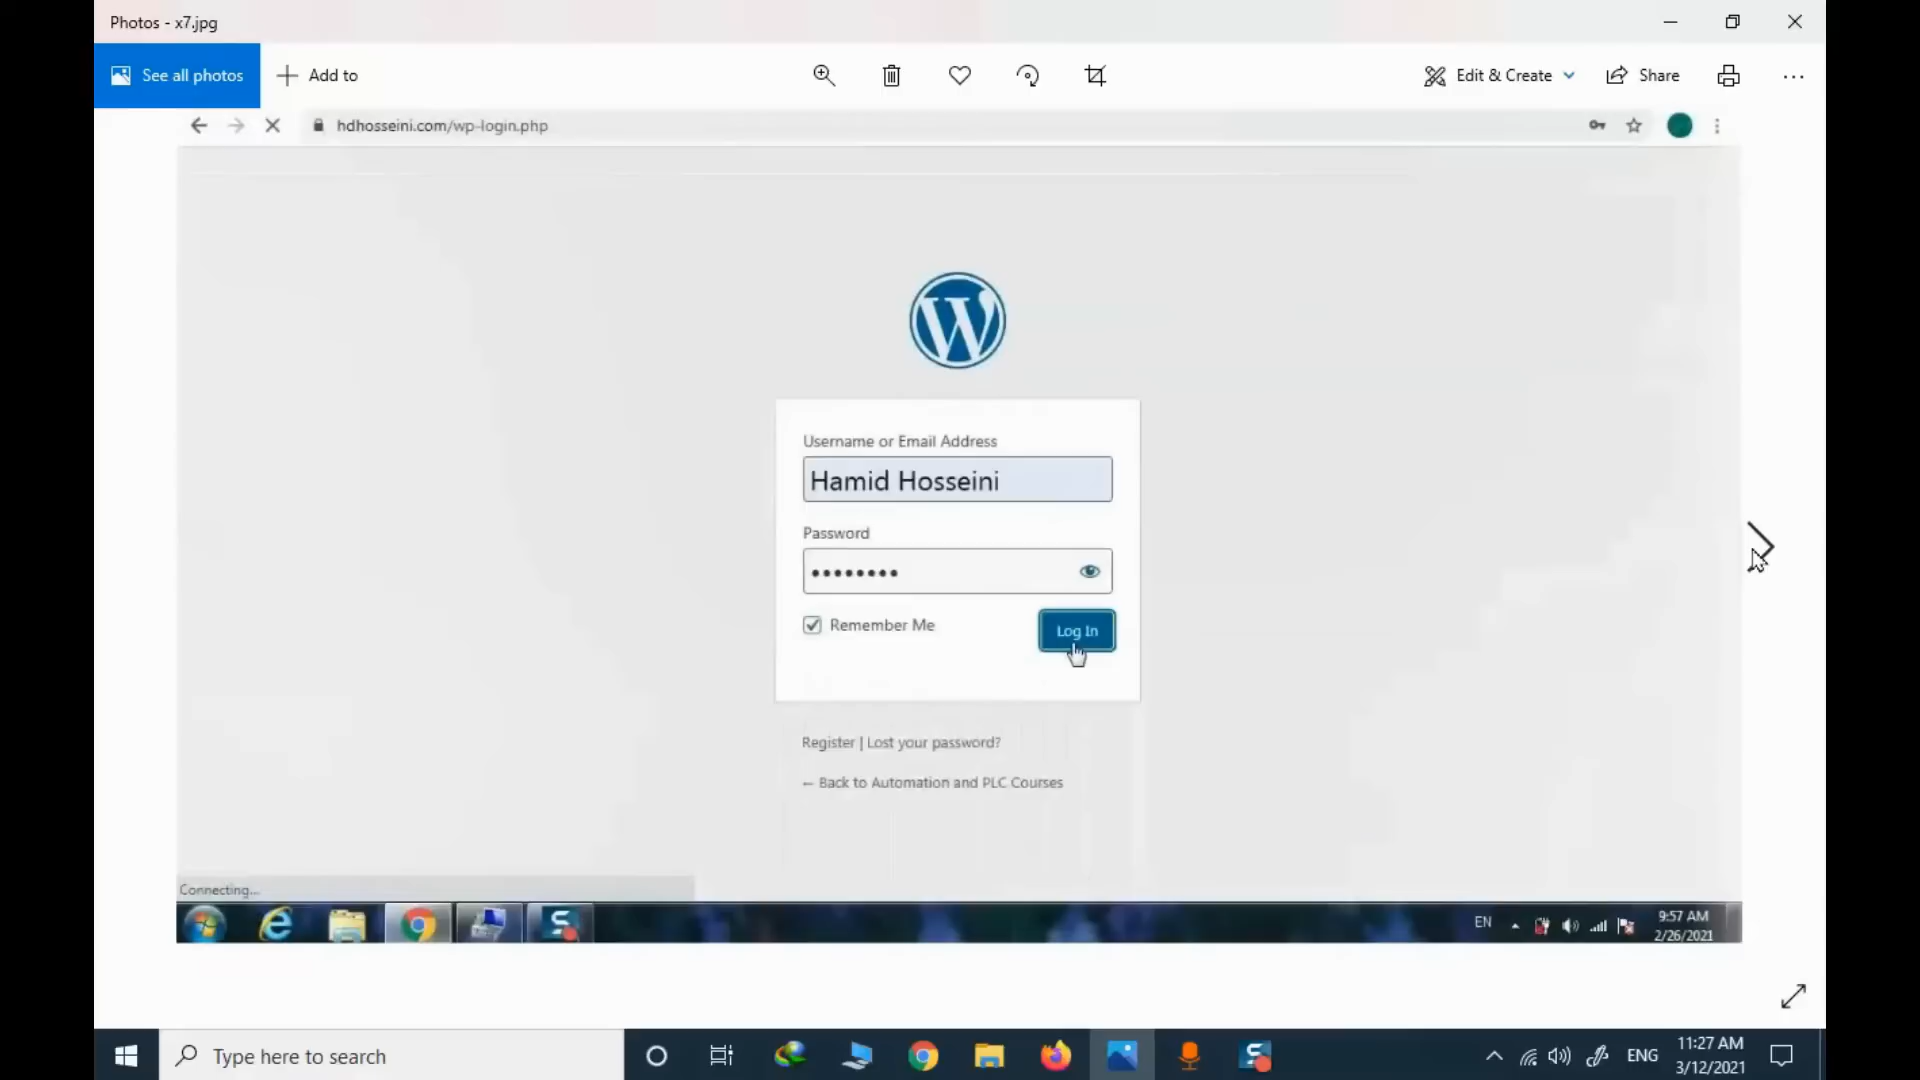 Photos - x7.jpg
See all photos
Add to
Edit & Create
Share
hdhosseini.com/wp-login.php
Username or Email Address
Hamid Hosseini
Password
Remember Me
Log In
Register | Lost your password?
← Back to Automation and PLC Courses
Connecting...
EN
9:57 AM
2/26/2021
Type here to search
ENG
11:27 AM
3/12/2021